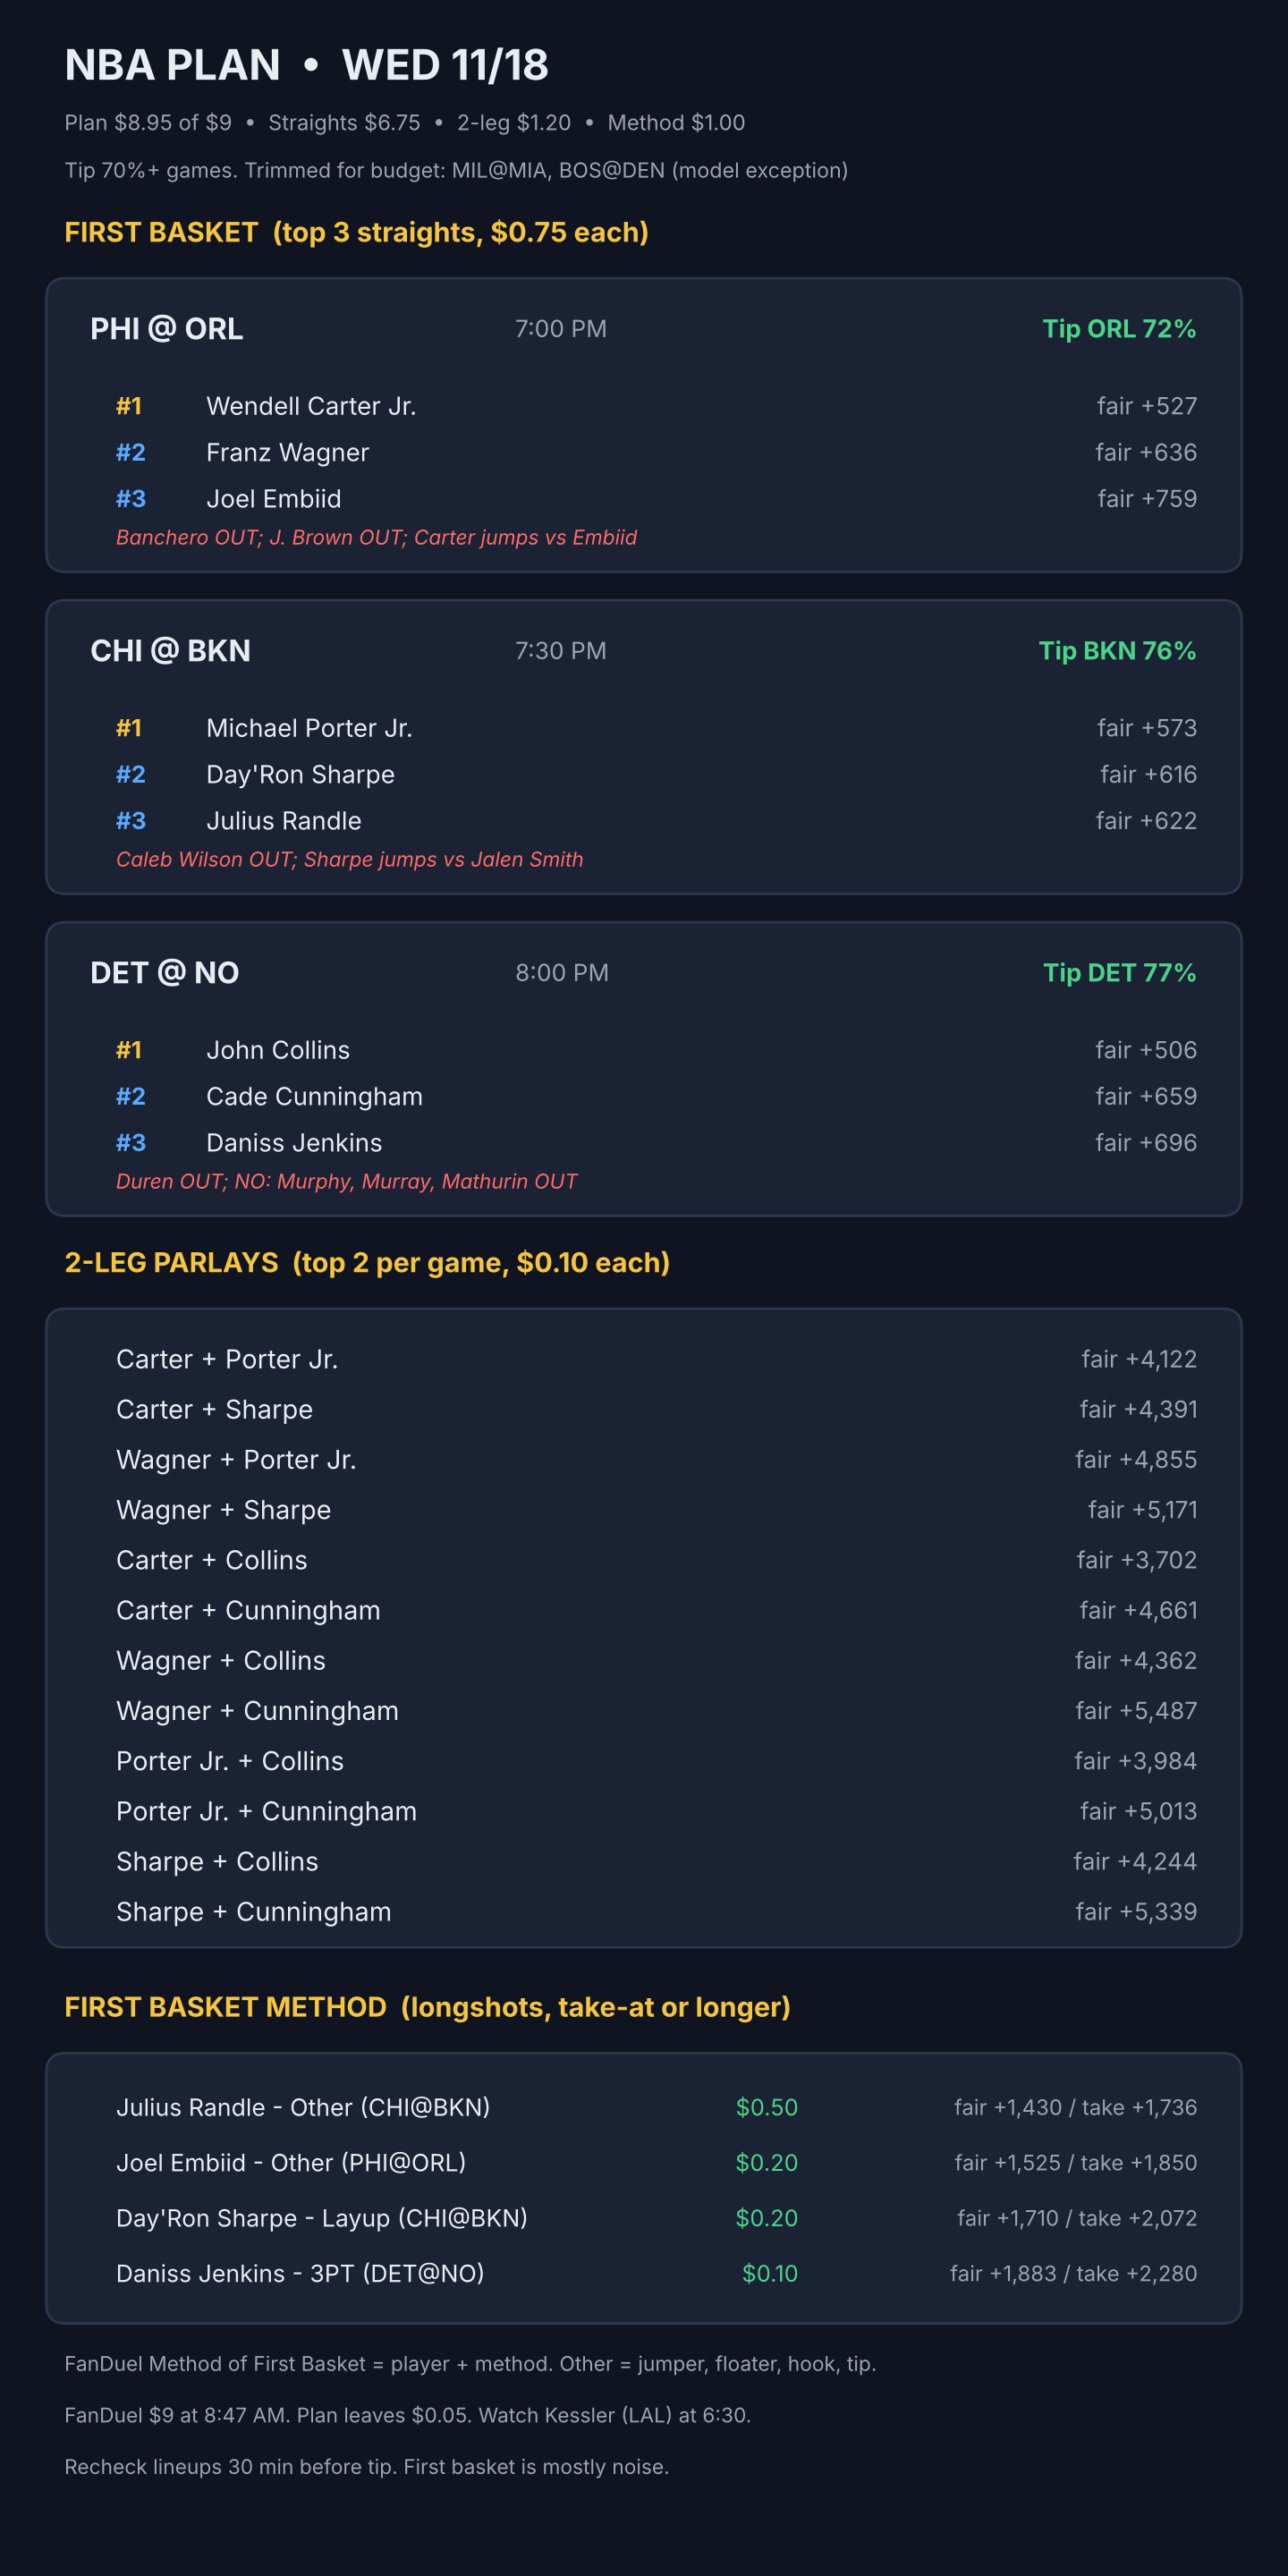 NBA PLAN • WED 11/18
Plan $8.95 of $9 • Straights $6.75 • 2-leg $1.20 • Method $1.00
Tip 70%+ games. Trimmed for budget: MIL@MIA, BOS@DEN (model exception)
FIRST BASKET (top 3 straights, $0.75 each)
PHI @ ORL 7:00 PM Tip ORL 72%
#1 Wendell Carter Jr. fair +527
#2 Franz Wagner fair +636
#3 Joel Embiid fair +759
Banchero OUT; J. Brown OUT; Carter jumps vs Embiid
CHI @ BKN 7:30 PM Tip BKN 76%
#1 Michael Porter Jr. fair +573
#2 Day'Ron Sharpe fair +616
#3 Julius Randle fair +622
Caleb Wilson OUT; Sharpe jumps vs Jalen Smith
DET @ NO 8:00 PM Tip DET 77%
#1 John Collins fair +506
#2 Cade Cunningham fair +659
#3 Daniss Jenkins fair +696
Duren OUT; NO: Murphy, Murray, Mathurin OUT
2-LEG PARLAYS (top 2 per game, $0.10 each)
Carter + Porter Jr. fair +4,122
Carter + Sharpe fair +4,391
Wagner + Porter Jr. fair +4,855
Wagner + Sharpe fair +5,171
Carter + Collins fair +3,702
Carter + Cunningham fair +4,661
Wagner + Collins fair +4,362
Wagner + Cunningham fair +5,487
Porter Jr. + Collins fair +3,984
Porter Jr. + Cunningham fair +5,013
Sharpe + Collins fair +4,244
Sharpe + Cunningham fair +5,339
FIRST BASKET METHOD (longshots, take-at or longer)
Julius Randle - Other (CHI@BKN) $0.50 fair +1,430 / take +1,736
Joel Embiid - Other (PHI@ORL) $0.20 fair +1,525 / take +1,850
Day'Ron Sharpe - Layup (CHI@BKN) $0.20 fair +1,710 / take +2,072
Daniss Jenkins - 3PT (DET@NO) $0.10 fair +1,883 / take +2,280
FanDuel Method of First Basket = player + method. Other = jumper, floater, hook, tip.
FanDuel $9 at 8:47 AM. Plan leaves $0.05. Watch Kessler (LAL) at 6:30.
Recheck lineups 30 min before tip. First basket is mostly noise.